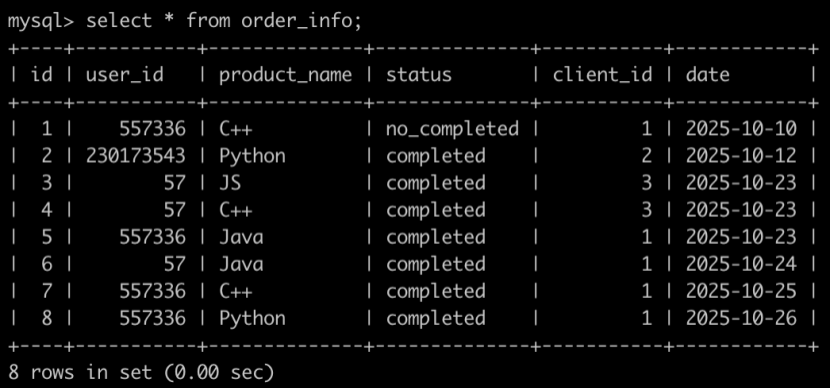 mysql> select * from order_info;
+----+-----------+--------------+--------------+-----------+------------+
| id | user_id   | product_name | status       | client_id | date       |
+----+-----------+--------------+--------------+-----------+------------+
|  1 |    557336 | C++          | no_completed |         1 | 2025-10-10 |
|  2 | 230173543 | Python       | completed    |         2 | 2025-10-12 |
|  3 |        57 | JS           | completed    |         3 | 2025-10-23 |
|  4 |        57 | C++          | completed    |         3 | 2025-10-23 |
|  5 |    557336 | Java         | completed    |         1 | 2025-10-23 |
|  6 |        57 | Java         | completed    |         1 | 2025-10-24 |
|  7 |    557336 | C++          | completed    |         1 | 2025-10-25 |
|  8 |    557336 | Python       | completed    |         1 | 2025-10-26 |
+----+-----------+--------------+--------------+-----------+------------+
8 rows in set (0.00 sec)